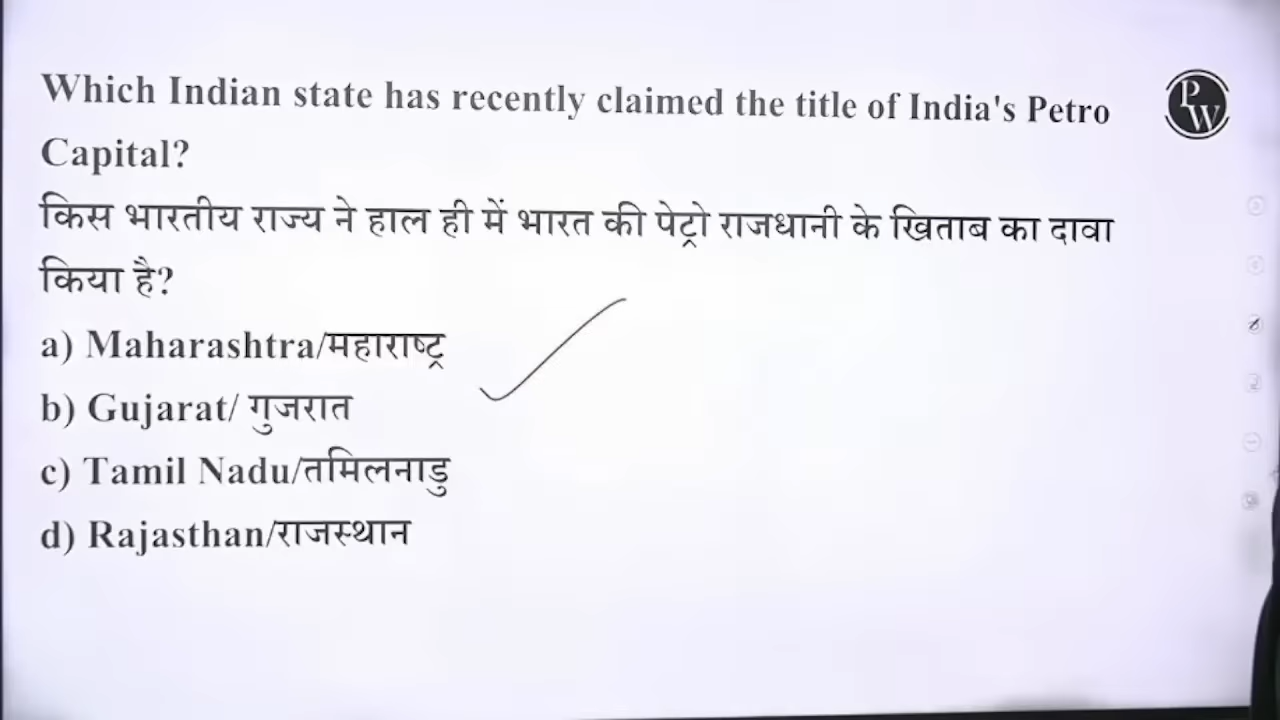 Which Indian state has recently claimed the title of India's Petro
Capital?
किस भारतीय राज्य ने हाल ही में भारत की पेट्रो राजधानी के खिताब का दावा
किया है?
a) Maharashtra/महाराष्ट्र
b) Gujarat/ गुजरात
c) Tamil Nadu/तमिलनाडु
d) Rajasthan/राजस्थान
PW